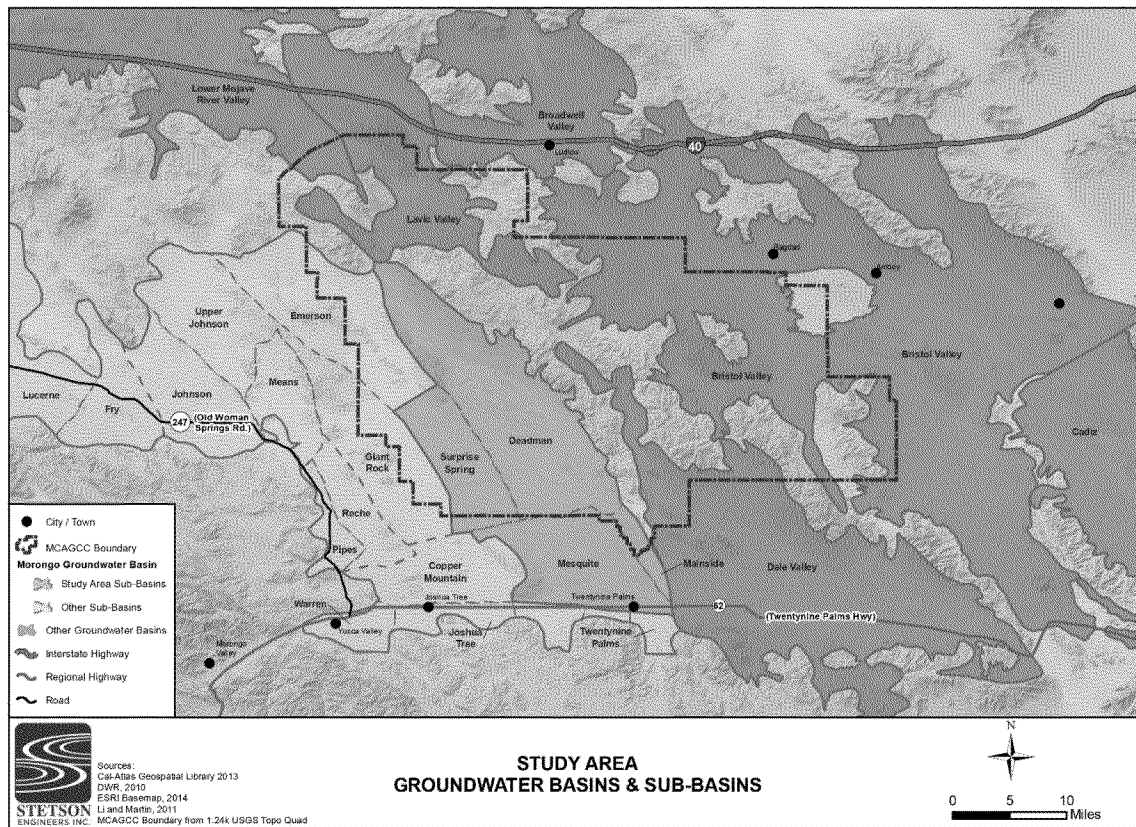 Lower Mojave
River Valley
Broadwell
Valley
40
Ludlow
Lavic Valley
Bagdad
Amboy
Upper
Johnson
Emerson
Bristol Valley
Bristol Valley
Means
Lucerne
Johnson
Fry
247
(Old Woman
Springs Rd.)
Cadiz
Deadman
Giant
Rock
Surprise
Spring
Reche
Pipes
Copper
Mountain
Mesquite
Mainside
Dale Valley
Warren
Joshua Tree
Twentynine Palms
62
(Twentynine Palms Hwy)
Yucca Valley
Joshua
Tree
Twentynine
Palms
Morongo
Valley
City / Town
MCAGCC Boundary
Morongo Groundwater Basin
Study Area Sub-Basins
Other Sub-Basins
Other Groundwater Basins
Interstate Highway
Regional Highway
Road
STETSON
ENGINEERS INC.
Sources:
Cal-Atlas Geospatial Library 2013
DWR, 2010
ESRI Basemap, 2014
Li and Martin, 2011
MCAGCC Boundary from 1:24k USGS Topo Quad
STUDY AREA
GROUNDWATER BASINS & SUB-BASINS
N
0 5 10
Miles